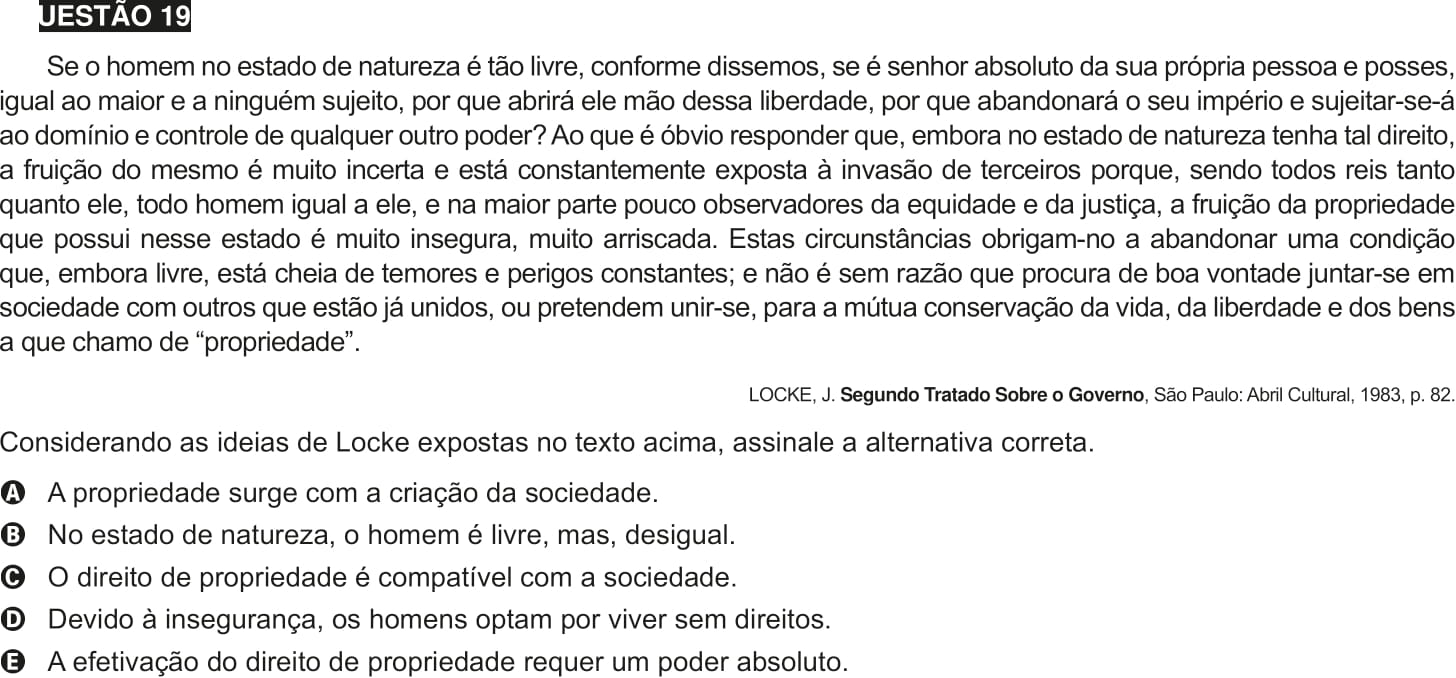 UESTÃO 19
Se o homem no estado de natureza é tão livre, conforme dissemos, se é senhor absoluto da sua própria pessoa e posses,
igual ao maior e a ninguém sujeito, por que abrirá ele mão dessa liberdade, por que abandonará o seu império e sujeitar-se-á
ao domínio e controle de qualquer outro poder? Ao que é óbvio responder que, embora no estado de natureza tenha tal direito,
a fruição do mesmo é muito incerta e está constantemente exposta à invasão de terceiros porque, sendo todos reis tanto
quanto ele, todo homem igual a ele, e na maior parte pouco observadores da equidade e da justiça, a fruição da propriedade
que possui nesse estado é muito insegura, muito arriscada. Estas circunstâncias obrigam-no a abandonar uma condição
que, embora livre, está cheia de temores e perigos constantes; e não é sem razão que procura de boa vontade juntar-se em
sociedade com outros que estão já unidos, ou pretendem unir-se, para a mútua conservação da vida, da liberdade e dos bens
a que chamo de “propriedade”.
LOCKE, J. Segundo Tratado Sobre o Governo, São Paulo: Abril Cultural, 1983, p. 82.
Considerando as ideias de Locke expostas no texto acima, assinale a alternativa correta.
A A propriedade surge com a criação da sociedade.
B No estado de natureza, o homem é livre, mas, desigual.
C O direito de propriedade é compatível com a sociedade.
D Devido à insegurança, os homens optam por viver sem direitos.
E A efetivação do direito de propriedade requer um poder absoluto.